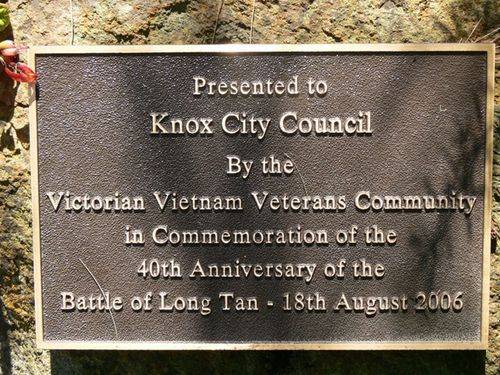 Presented to
Knox City Council
By the
Victorian Vietnam Veterans Community
in Commemoration of the
40th Anniversary of the
Battle of Long Tan - 18th August 2006